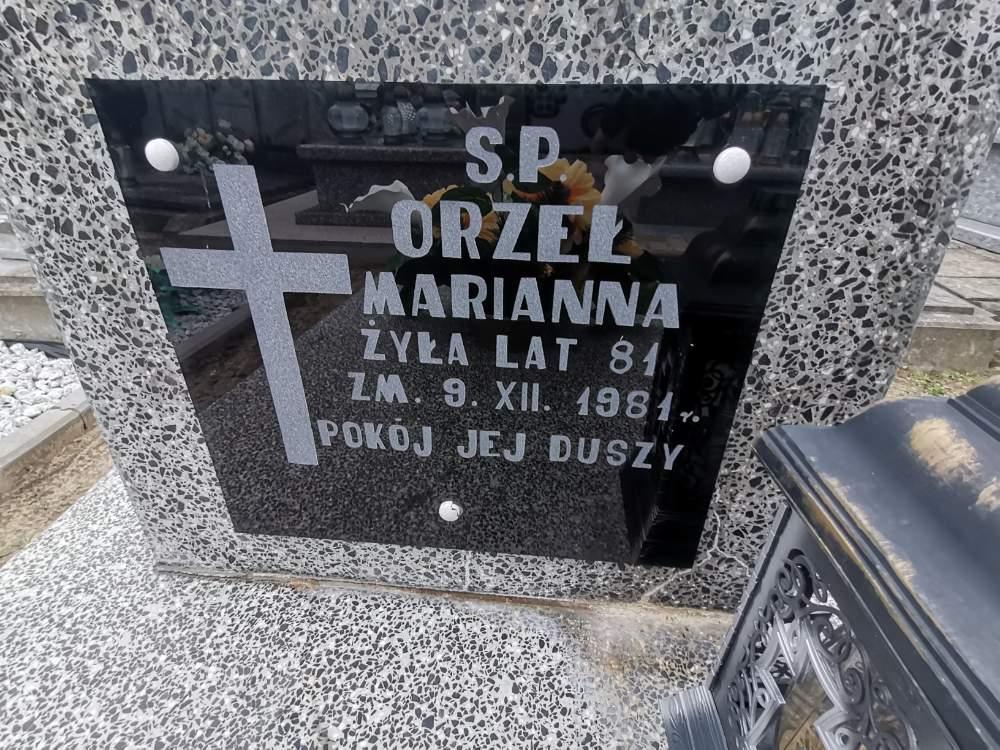 Ś.P.
ORZEŁ
MARIANNA
ŻYŁA LAT 81
ZM. 9. XII. 1981 r.
POKÓJ JEJ DUSZY